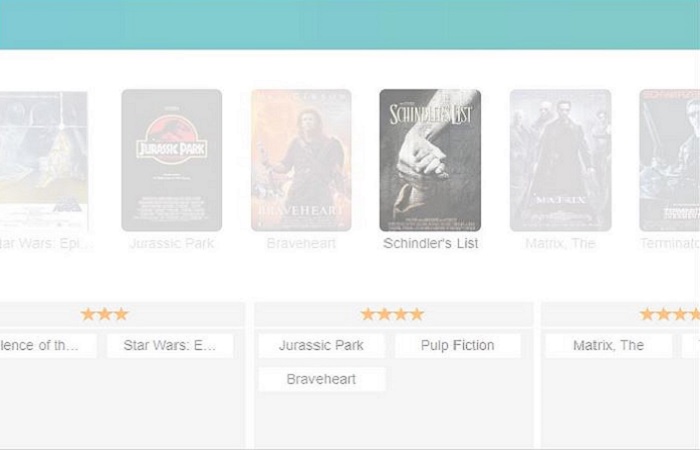 JURASSIC PARK
BRAVEHEART
SCHINDLER'S LIST
MATRIX
tar Wars: Epi...
Jurassic Park
Braveheart
Schindler's List
Matrix, The
Terminato
lence of th...
Star Wars: E...
Jurassic Park
Pulp Fiction
Matrix, The
Braveheart